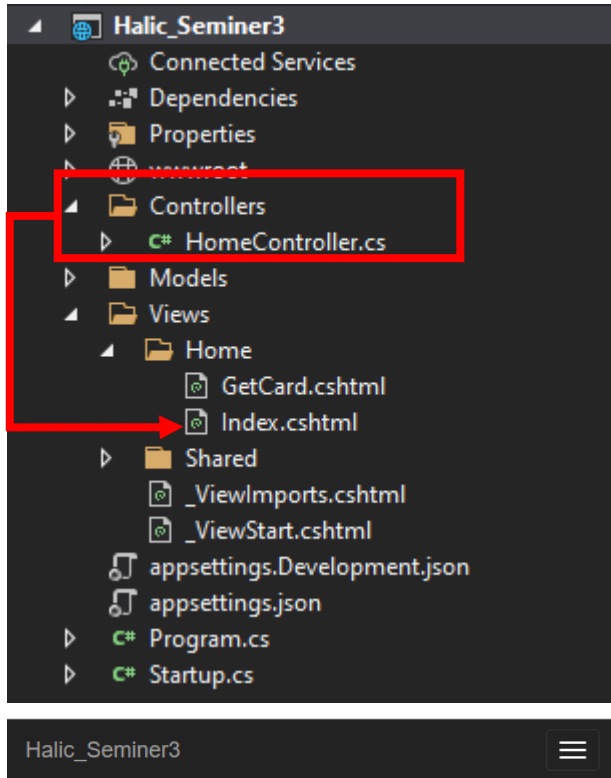 Halic_Seminer3
Connected Services
Dependencies
Properties
wwwroot
Controllers
C# HomeController.cs
Models
Views
Home
GetCard.cshtml
Index.cshtml
Shared
_ViewImports.cshtml
_ViewStart.cshtml
appsettings.Development.json
appsettings.json
C# Program.cs
C# Startup.cs
Halic_Seminer3